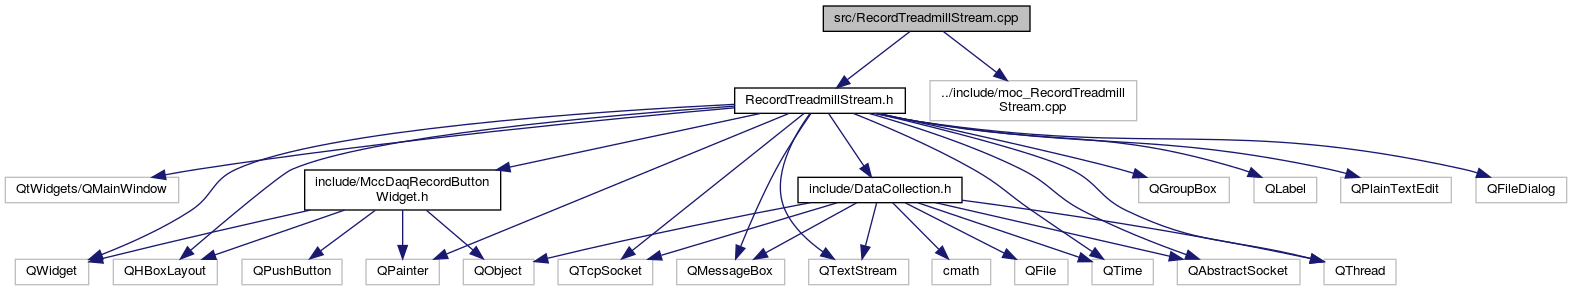 src/RecordTreadmillStream.cpp
RecordTreadmillStream.h
../include/moc_RecordTreadmill
Stream.cpp
QtWidgets/QMainWindow
include/MccDaqRecordButton
Widget.h
include/DataCollection.h
QGroupBox
QLabel
QPlainTextEdit
QFileDialog
QWidget
QHBoxLayout
QPushButton
QPainter
QObject
QTcpSocket
QMessageBox
QTextStream
cmath
QFile
QTime
QAbstractSocket
QThread